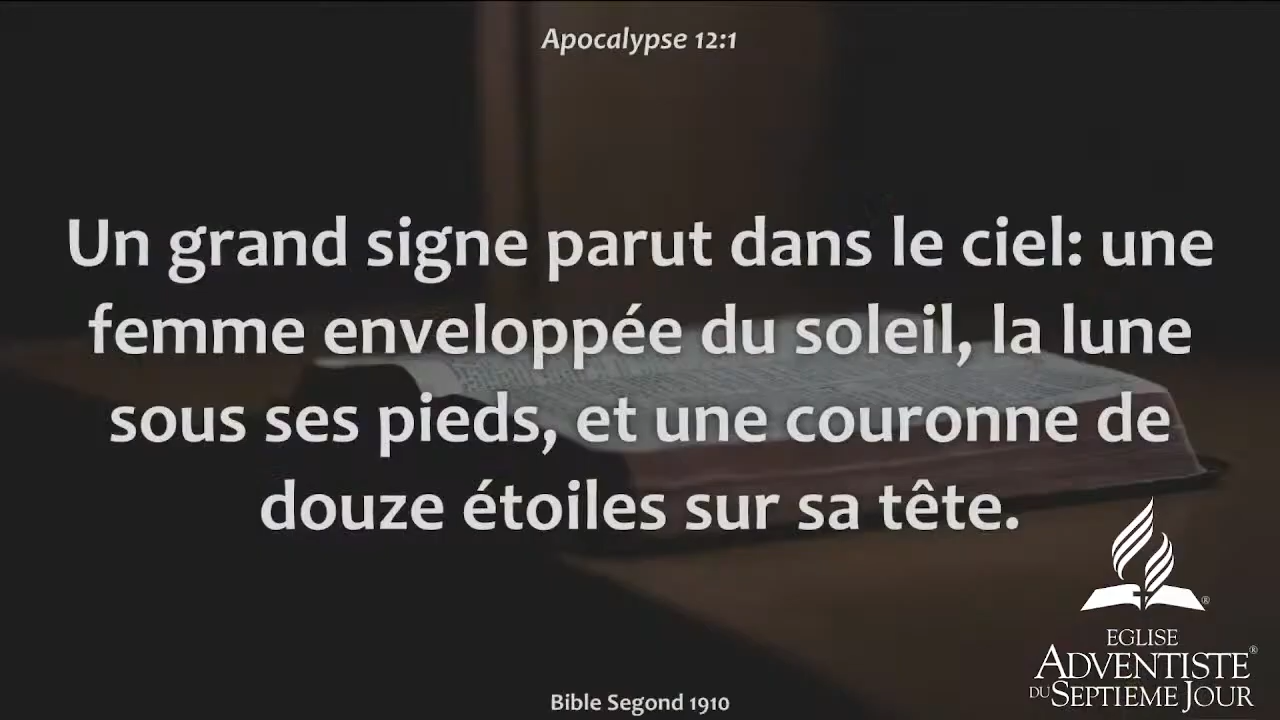 Apocalypse 12:1
Un grand signe parut dans le ciel: une
femme enveloppée du soleil, la lune
sous ses pieds, et une couronne de
douze étoiles sur sa tête.
EGLISE
ADVENTISTE®
DU SEPTIEME JOUR
Bible Segond 1910